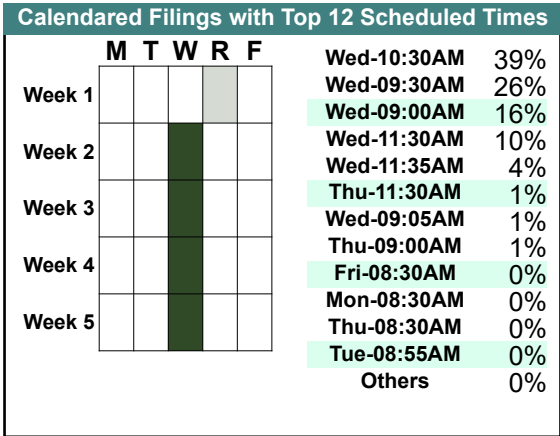 Calendared Filings with Top 12 Scheduled Times
M T W R F
Week 1
Week 2
Week 3
Week 4
Week 5
Wed-10:30AM 39%
Wed-09:30AM 26%
Wed-09:00AM 16%
Wed-11:30AM 10%
Wed-11:35AM 4%
Thu-11:30AM 1%
Wed-09:05AM 1%
Thu-09:00AM 1%
Fri-08:30AM 0%
Mon-08:30AM 0%
Thu-08:30AM 0%
Tue-08:55AM 0%
Others 0%